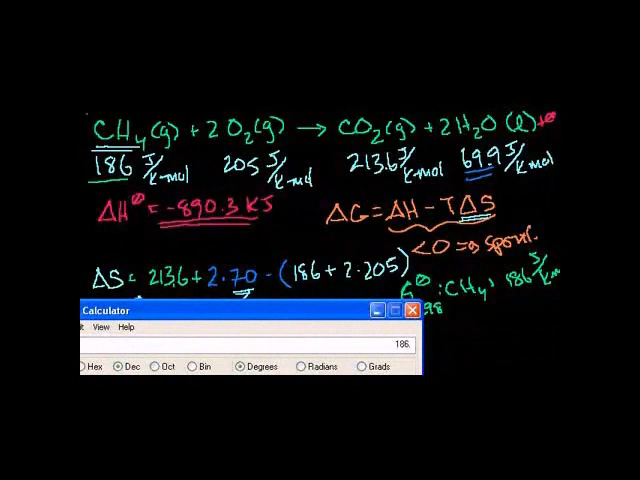 CH₄(g) + 2O₂(g) → CO₂(g) + 2H₂O(l) +
186 J/K-mol 205 J/K-mol 213.6 J/K-mol 69.9 J/K-mol
ΔH = -890.3 KJ ΔG = ΔH - TΔS
<0 ⇒ spont.
ΔS = 213.6 + 2·70 - (186 + 2·205)
: CH₄ 186 J/K
298
Calculator
View Help
186.
Hex Dec Oct Bin Degrees Radians Grads